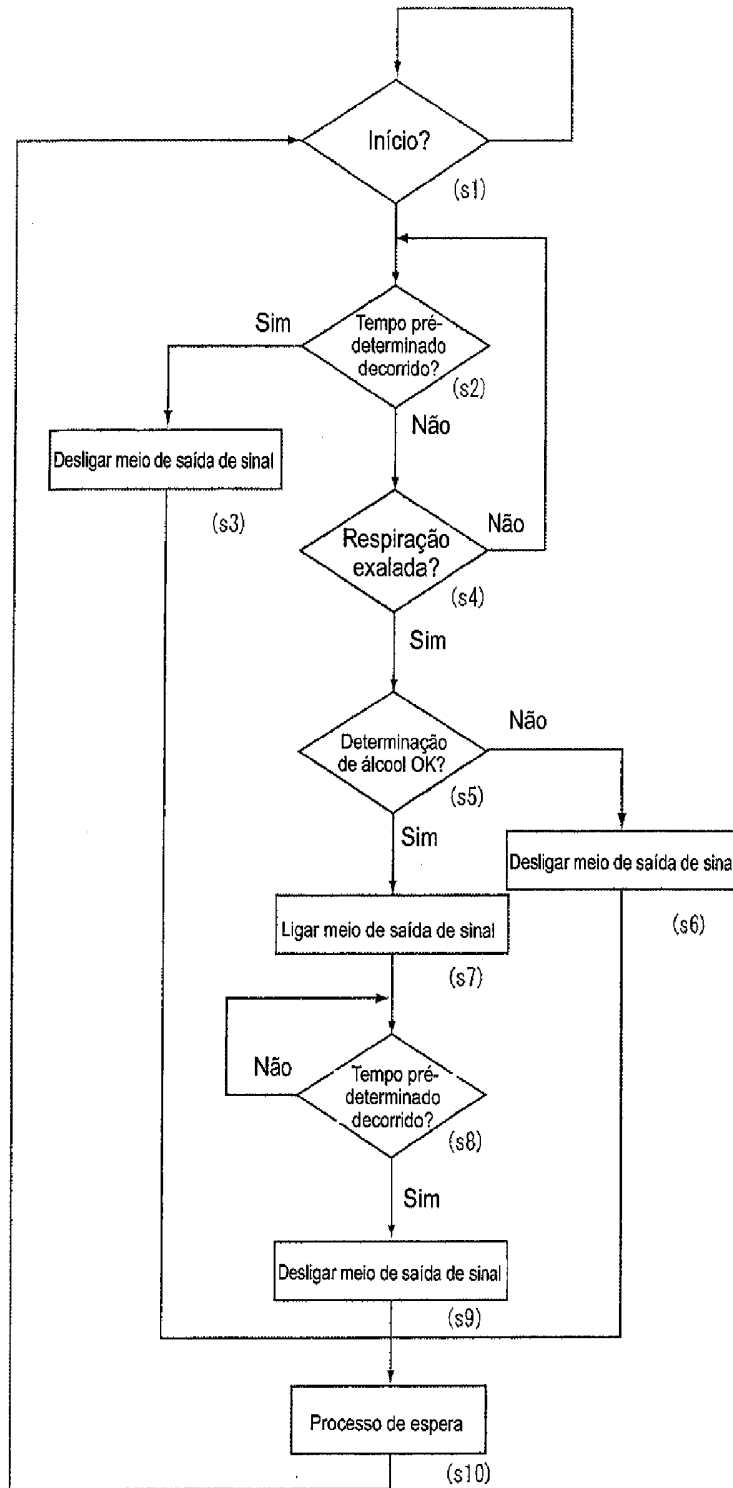 Início?
(s1)
Sim
Tempo pré-
determinado
decorrido?
(s2)
Não
Desligar meio de saída de sinal
(s3)
Respiração
exalada?
Não
(s4)
Sim
Não
Determinação
de álcool OK?
(s5)
Sim
Desligar meio de saída de sinal
(s6)
Ligar meio de saída de sinal
(s7)
Não
Tempo pré-
determinado
decorrido?
(s8)
Sim
Desligar meio de saída de sinal
(s9)
Processo de espera
(s10)